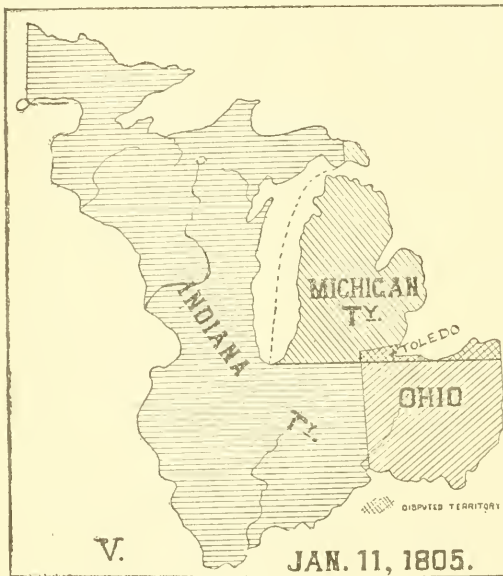 INDIANA
TY.
MICHIGAN
TY.
TOLEDO
OHIO
DISPUTED TERRITORY
V.
JAN. 11, 1805.